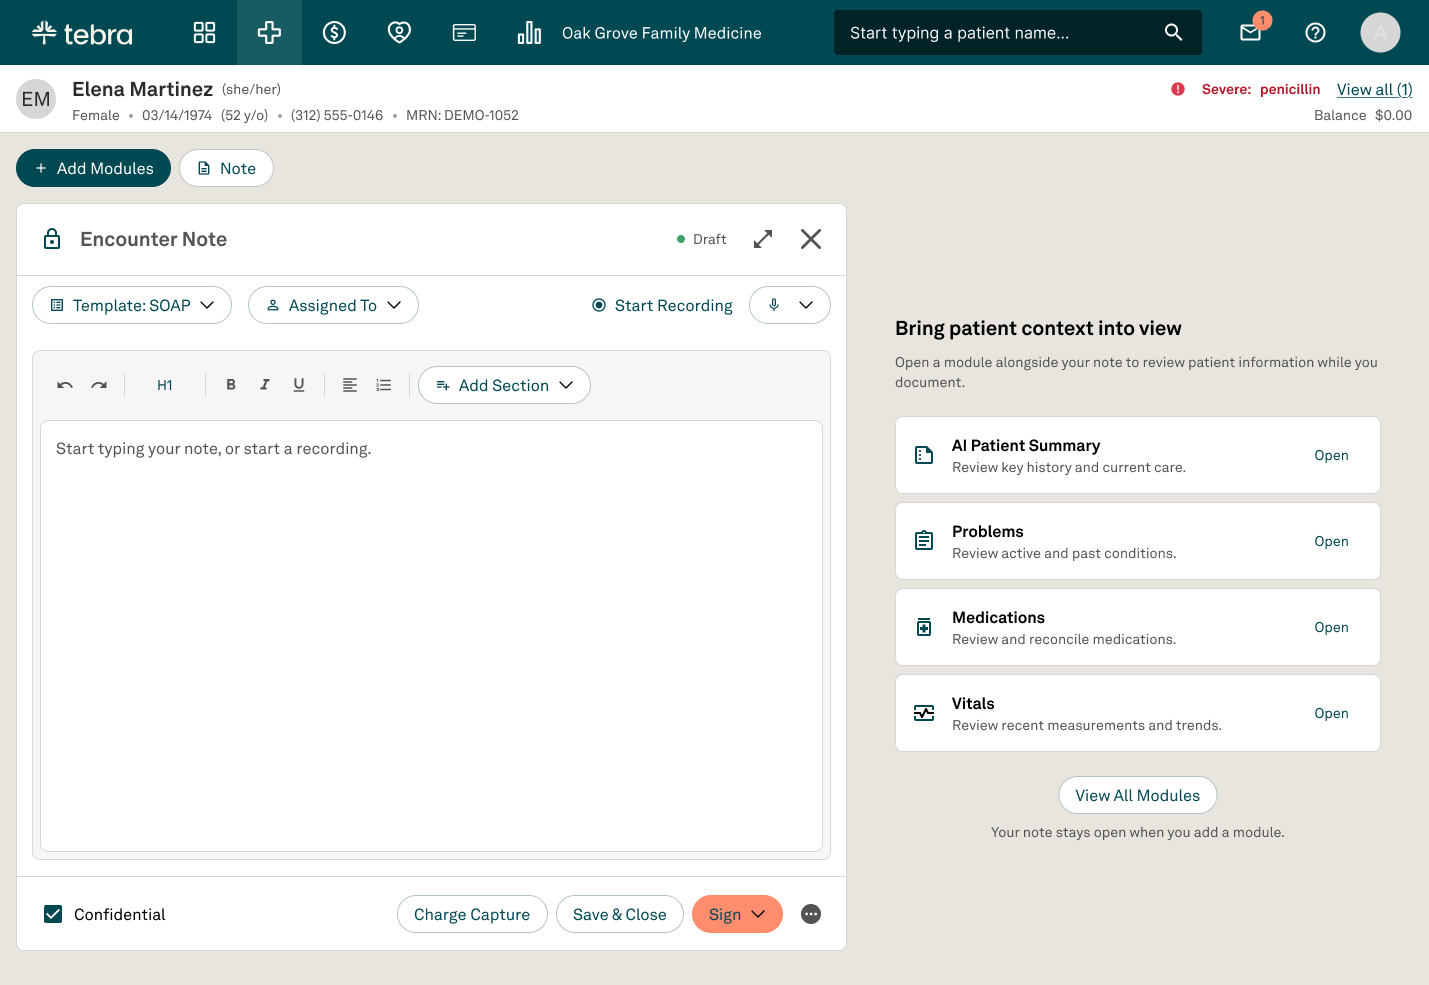 tebra
Oak Grove Family Medicine
Start typing a patient name...
1
A
EM
Elena Martinez (she/her)
Female • 03/14/1974 (52 y/o) • (312) 555-0146 • MRN: DEMO-1052
Severe: penicillin View all (1)
Balance $0.00
+ Add Modules
Note
Encounter Note
Draft
Template: SOAP
Assigned To
Start Recording
H1
B
I
U
Add Section
Start typing your note, or start a recording.
Confidential
Charge Capture
Save & Close
Sign
Bring patient context into view
Open a module alongside your note to review patient information while you
document.
AI Patient Summary
Review key history and current care.
Open
Problems
Review active and past conditions.
Open
Medications
Review and reconcile medications.
Open
Vitals
Review recent measurements and trends.
Open
View All Modules
Your note stays open when you add a module.